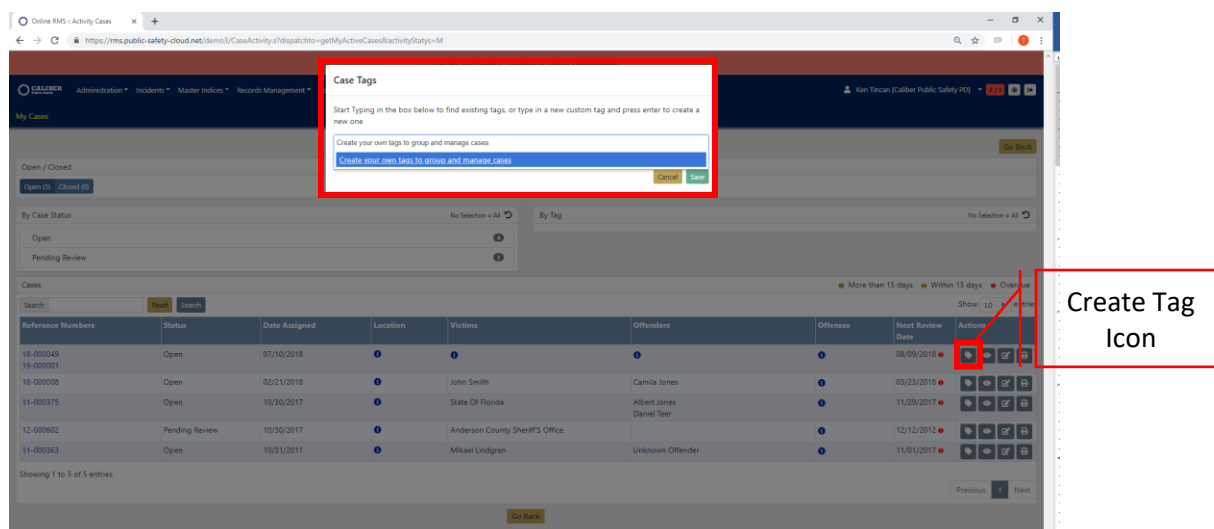 Online RMS :: Activity Cases
https://rms.public-safety-cloud.net/demo3/CaseActivity.s?dispatchto=getMyActiveCases&activityStatys=M
Case Tags
Start Typing in the box below to find existing tags, or type in a new custom tag and press enter to create a
new one
Create your own tags to group and manage cases
Create your own tags to group and manage cases
Cancel Save
CALIBER Administration Incidents Master Indices Records Management Ken Tincan [Caliber Public Safety PD] 2 / 3
My Cases
Go Back
Open / Closed
Open (5) Closed (0)
By Case Status No Selection = All By Tag No Selection = All
Open 4
Pending Review 1
Cases More than 15 days Within 15 days Overdue
Search Reset Search Show 10 entries
Reference Numbers Status Date Assigned Location Victims Offenders Offenses Next Review Date Actions
18-000049 Open 07/10/2018 08/09/2018
19-000001
18-000008 Open 02/21/2018 John Smith Camila Jones 03/23/2018
11-000375 Open 10/30/2017 State Of Florida Albert Jones 11/29/2017
Daniel Teer
12-000602 Pending Review 10/30/2017 Anderson County Sheriff'S Office 12/12/2012
11-000363 Open 10/31/2011 Mikael Lindgren Unknown Offender 11/01/2017
Showing 1 to 5 of 5 entries
Previous 1 Next
Go Back
Create Tag
Icon